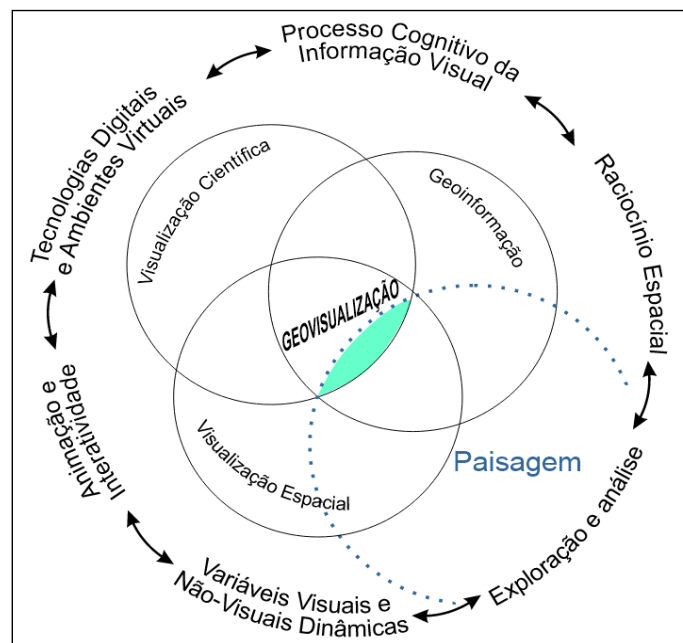 Processo Cognitivo da
Informação Visual
Tecnologias Digitais
e Ambientes Virtuais
Visualização Científica
Geoinformação
Raciocínio Espacial
GEOVISUALIZAÇÃO
Animação e
Interatividade
Visualização Espacial
Paisagem
Exploração e análise
Variáveis Visuais e
Não-Visuais Dinâmicas